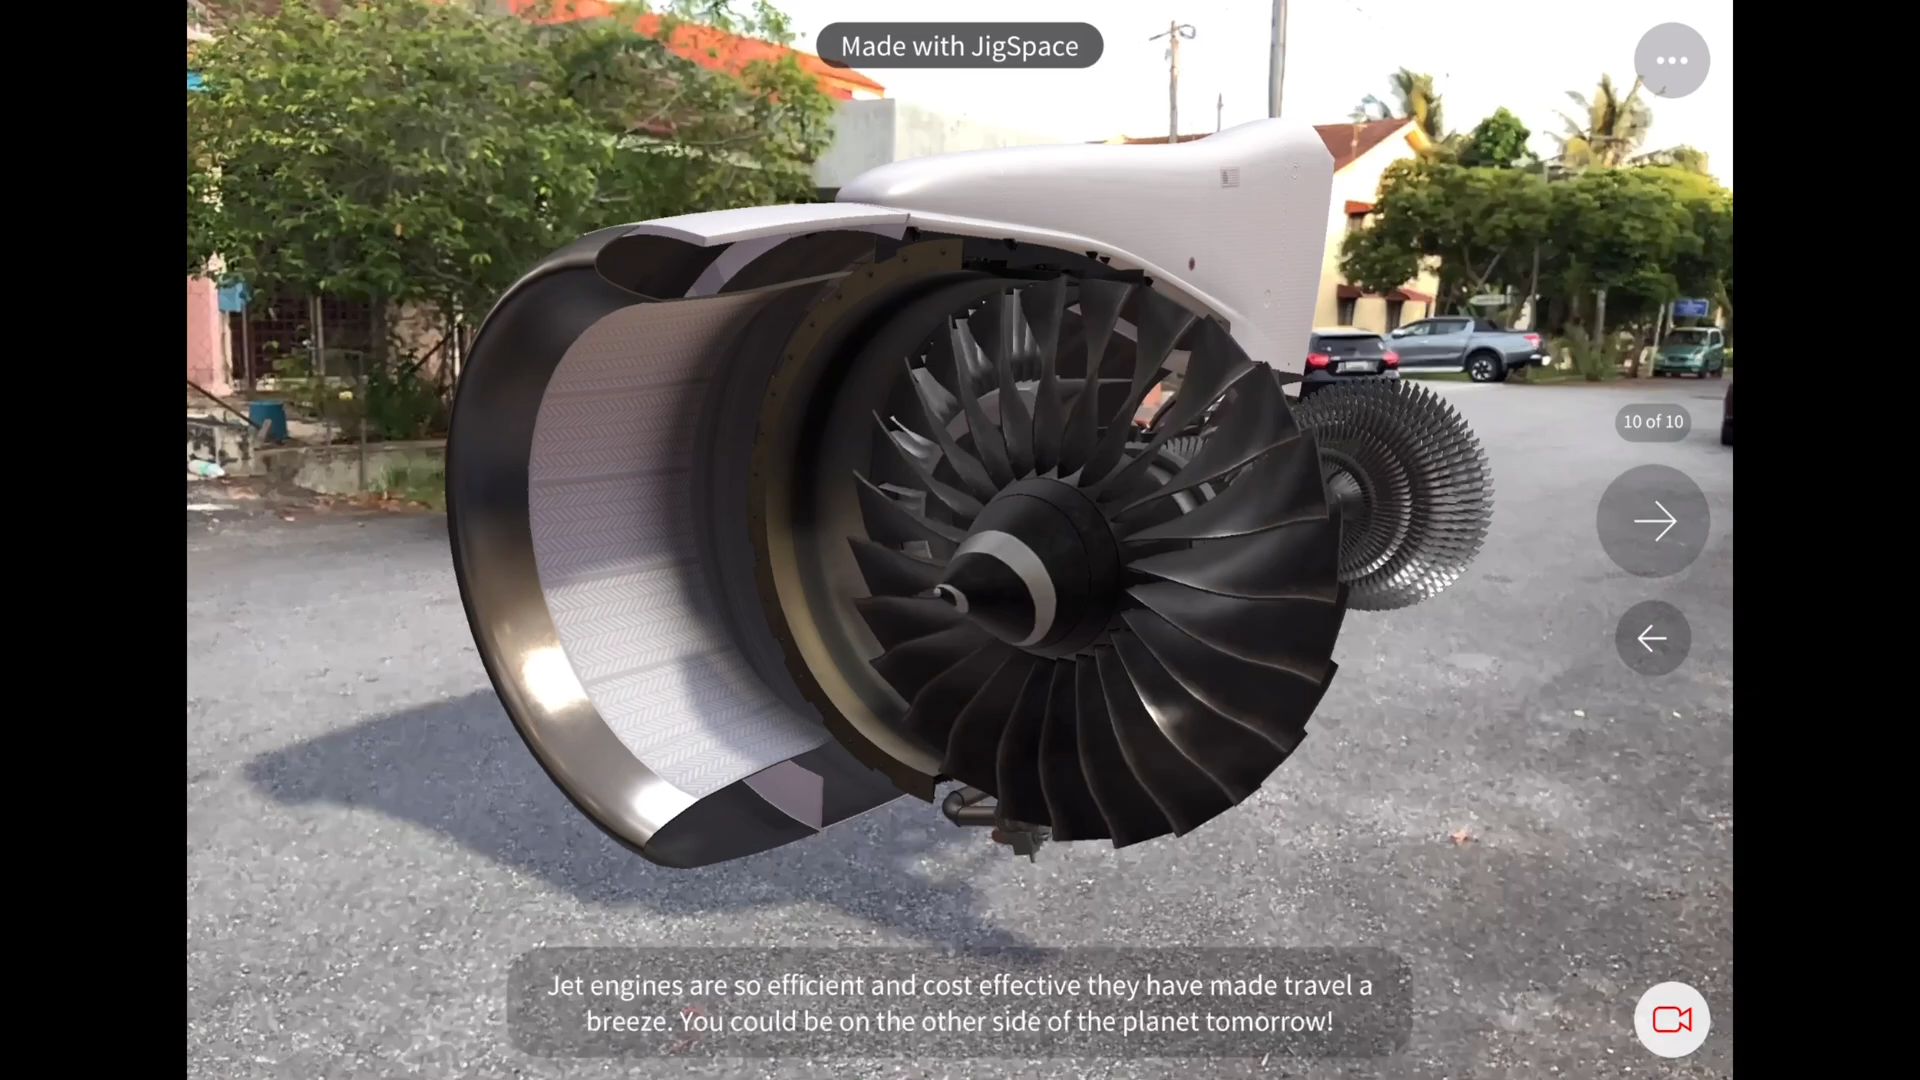 Made with JigSpace
10 of 10
Jet engines are so efficient and cost effective they have made travel a
breeze. You could be on the other side of the planet tomorrow!